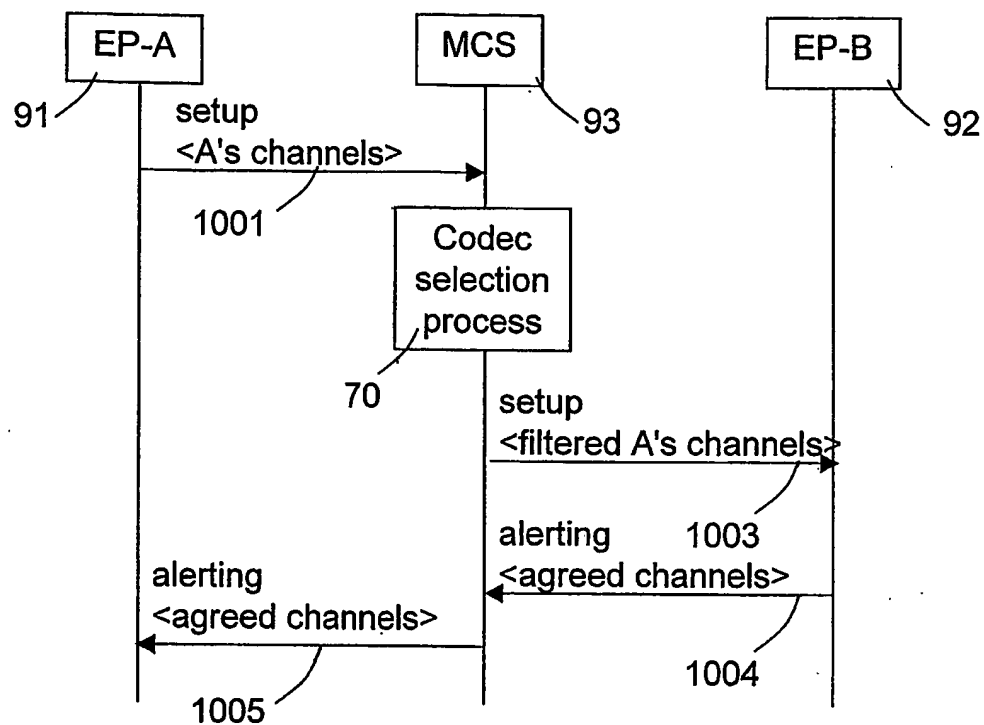 EP-A
MCS
EP-B
91
93
92
setup
<A's channels>
1001
Codec
selection
process
70
setup
<filtered A's channels>
1003
alerting
<agreed channels>
1004
alerting
<agreed channels>
1005